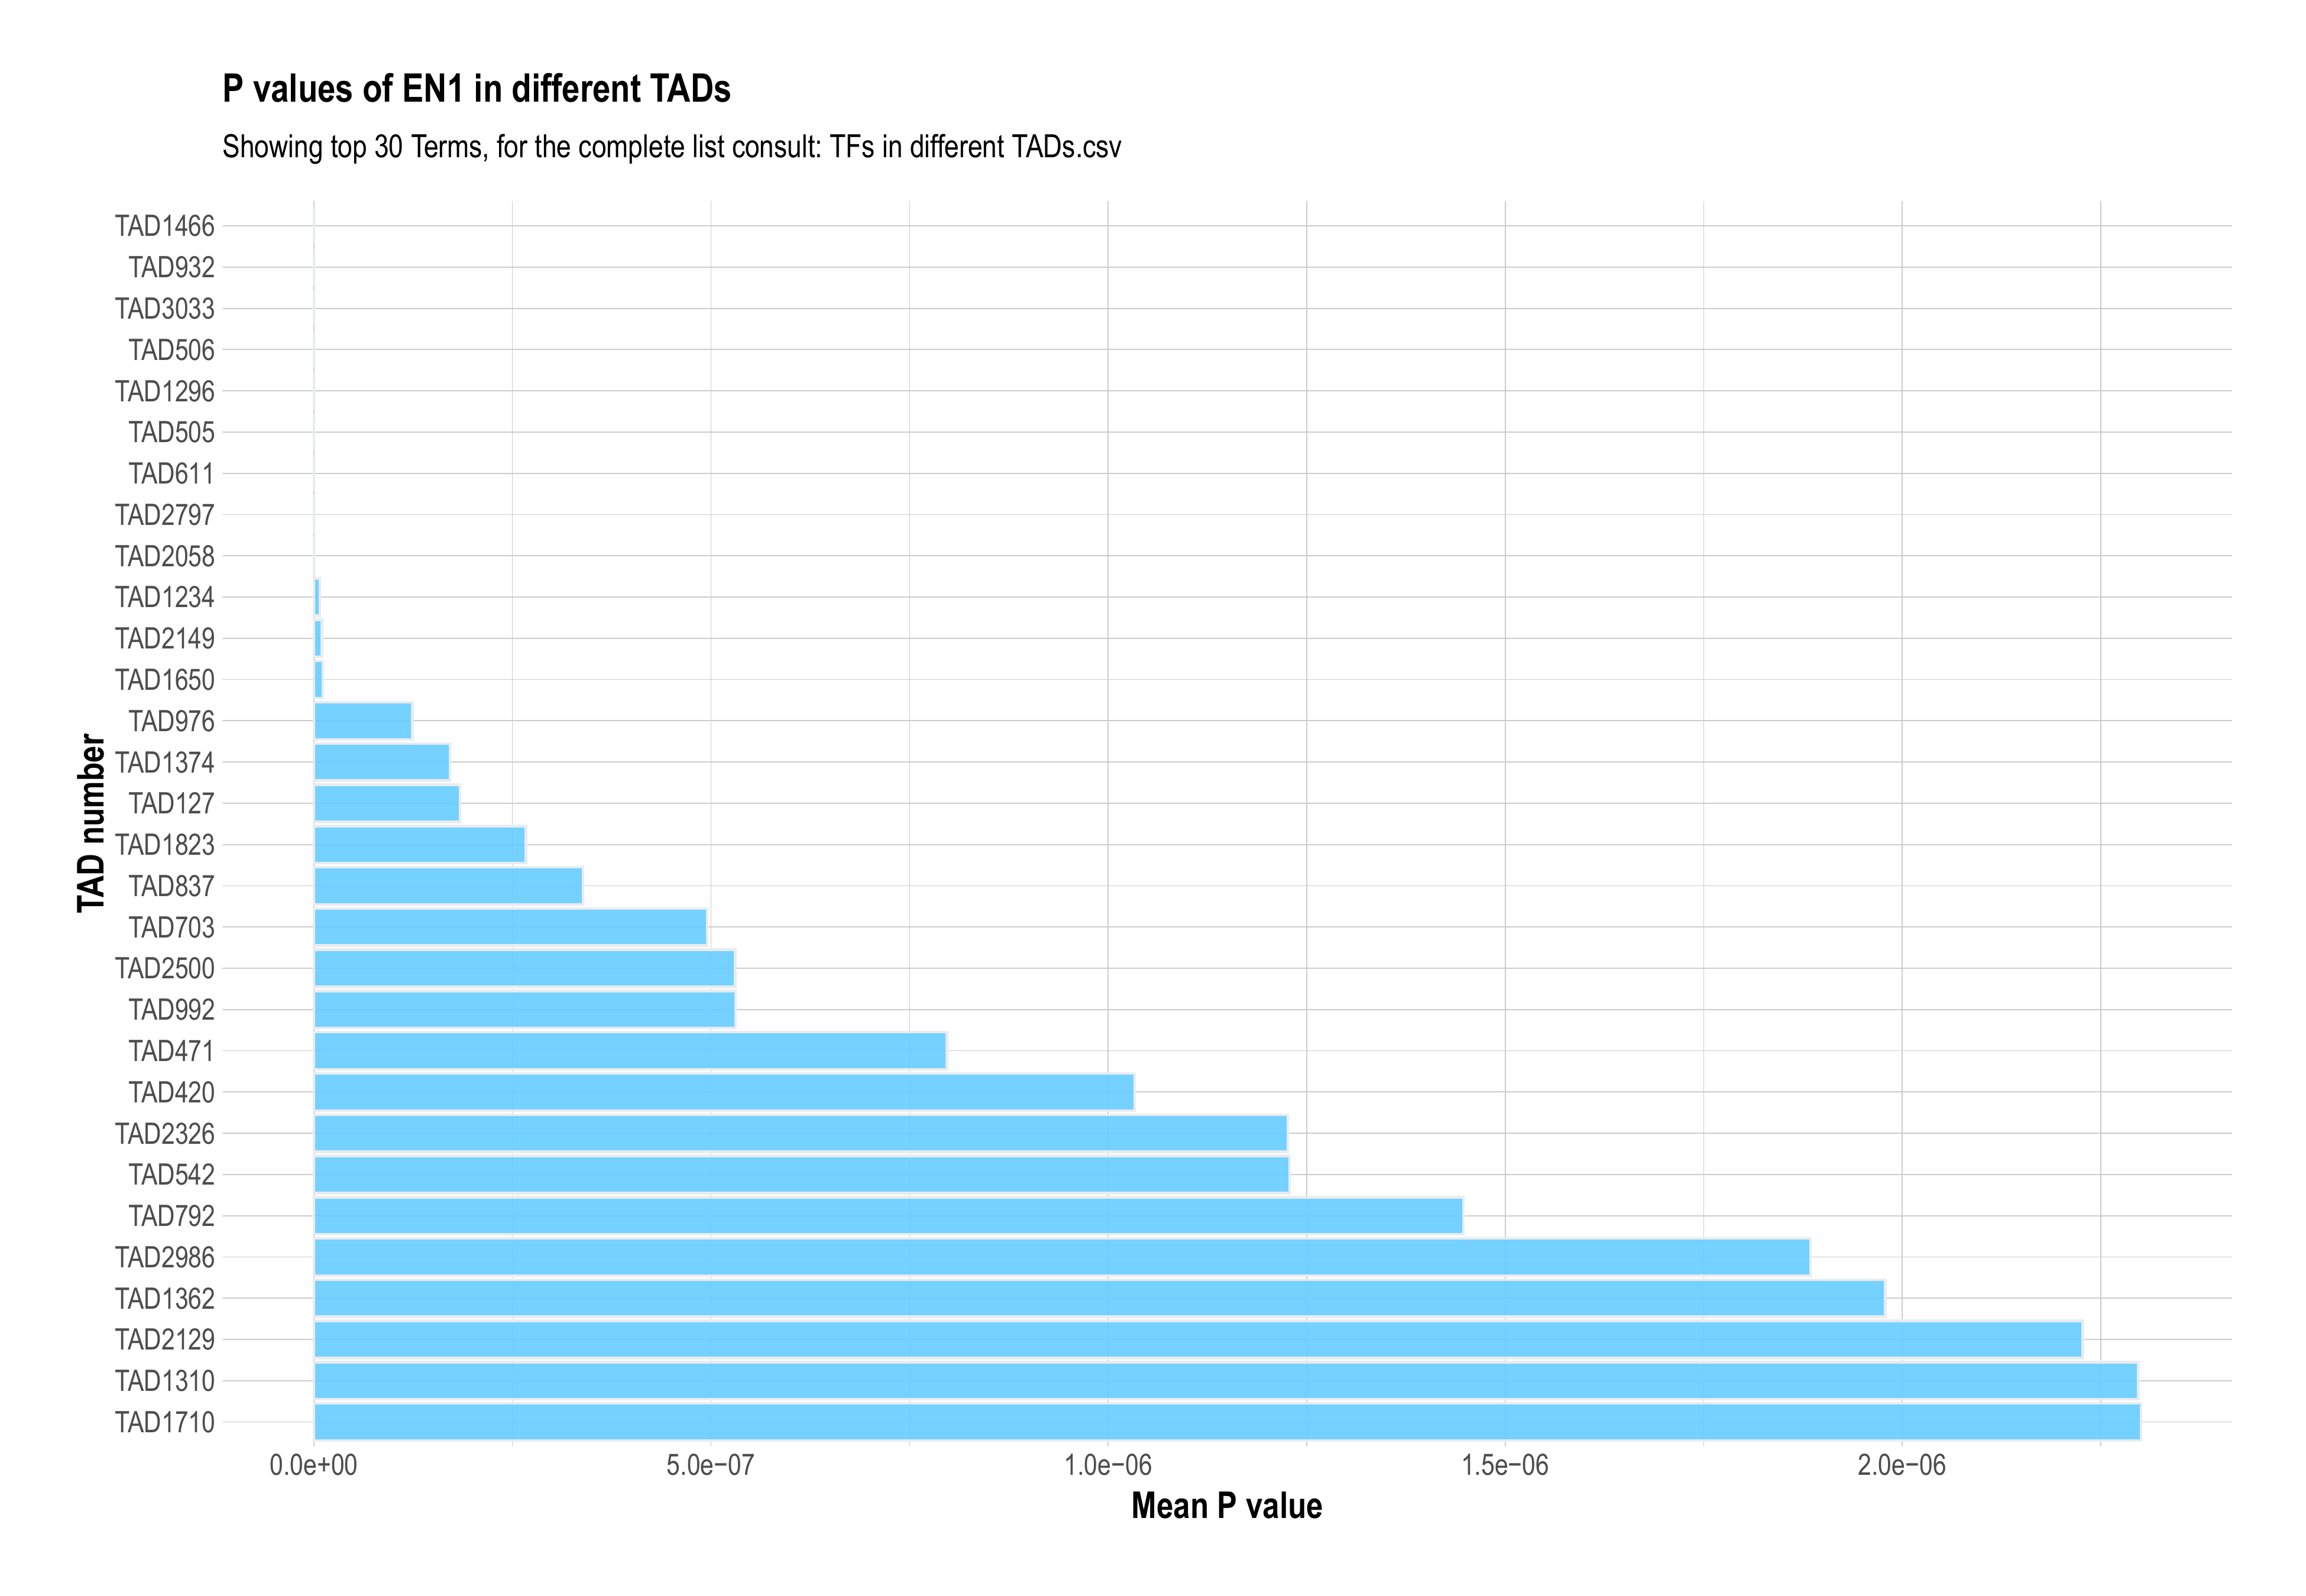 P values of EN1 in different TADs
Showing top 30 Terms, for the complete list consult: TFs in different TADs.csv
TAD number
TAD1466
TAD932
TAD3033
TAD506
TAD1296
TAD505
TAD611
TAD2797
TAD2058
TAD1234
TAD2149
TAD1650
TAD976
TAD1374
TAD127
TAD1823
TAD837
TAD703
TAD2500
TAD992
TAD471
TAD420
TAD2326
TAD542
TAD792
TAD2986
TAD1362
TAD2129
TAD1310
TAD1710
0.0e+00 5.0e−07 1.0e−06 1.5e−06 2.0e−06
Mean P value